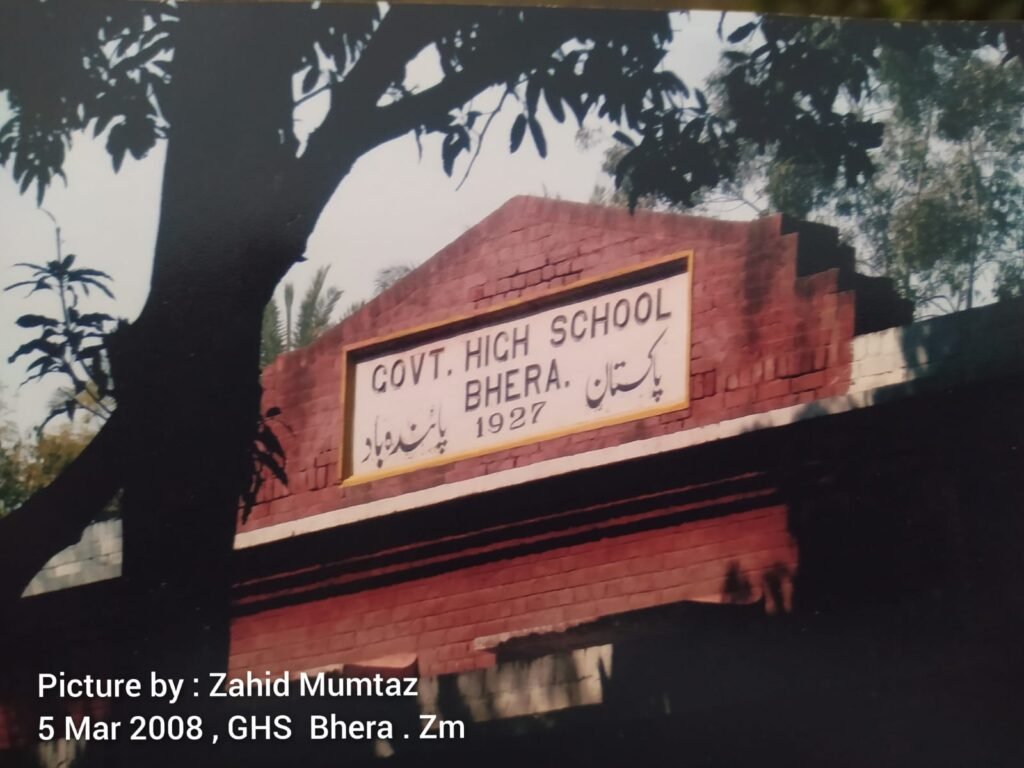 GOVT. HIGH SCHOOL
BHERA.
پاکستان
پائندہ باد
1927
Picture by : Zahid Mumtaz
5 Mar 2008 , GHS Bhera . Zm